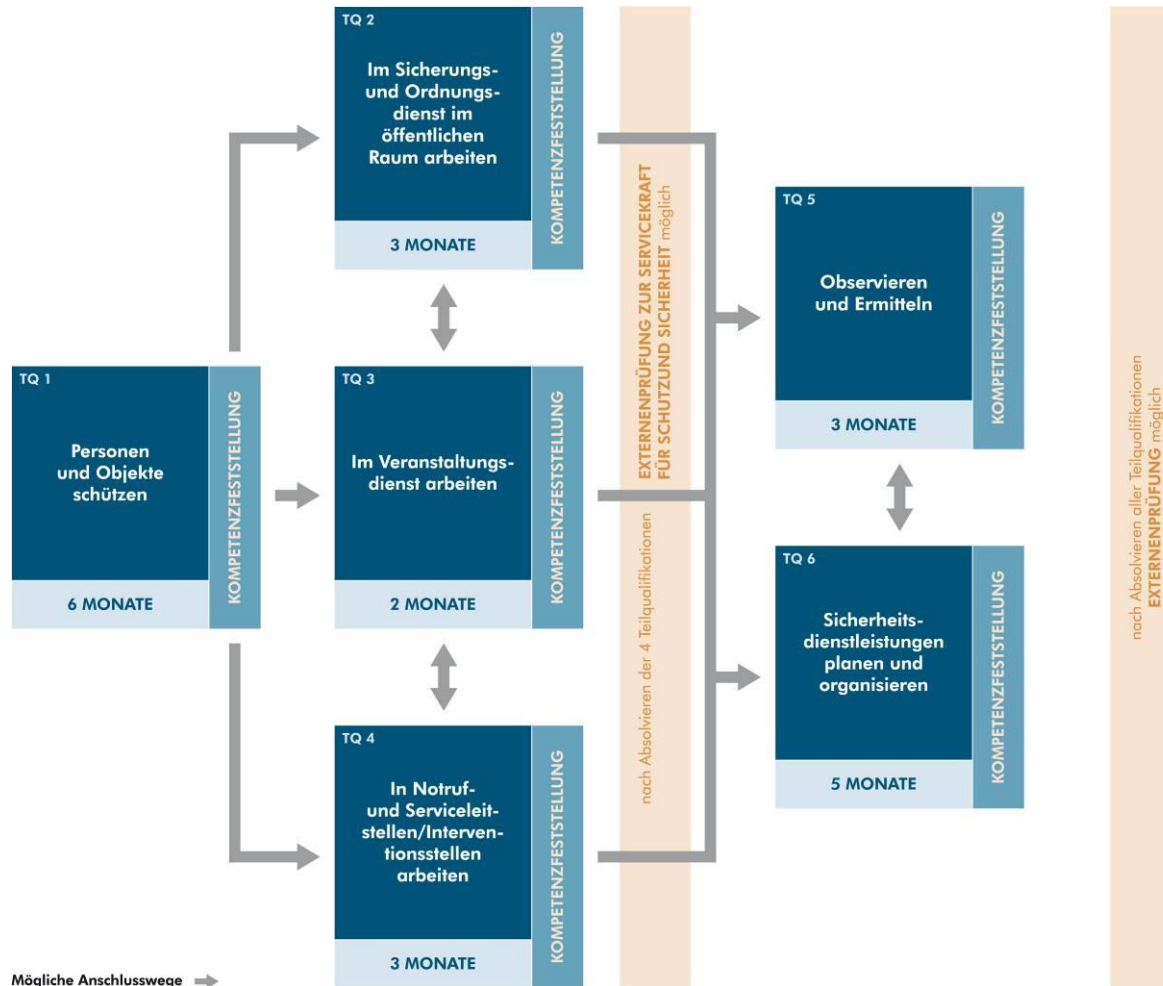 TQ 1
Personen
und Objekte
schützen
6 MONATE
KOMPETENZFESTSTELLUNG
TQ 2
Im Sicherungs-
und Ordnungs-
dienst im
öffentlichen
Raum arbeiten
3 MONATE
KOMPETENZFESTSTELLUNG
TQ 3
Im Veranstaltungs-
dienst arbeiten
2 MONATE
KOMPETENZFESTSTELLUNG
TQ 4
In Notruf-
und Serviceleit-
stellen/Interven-
tionsstellen
arbeiten
3 MONATE
KOMPETENZFESTSTELLUNG
nach Absolvieren der 4 Teilqualifikationen
EXTERNENPRÜFUNG ZUR SERVICEKRAFT
FÜR SCHUTZUND SICHERHEIT möglich
TQ 5
Observieren
und Ermitteln
3 MONATE
KOMPETENZFESTSTELLUNG
TQ 6
Sicherheits-
dienstleistungen
planen und
organisieren
5 MONATE
KOMPETENZFESTSTELLUNG
nach Absolvieren aller Teilqualifikationen
EXTERNENPRÜFUNG möglich
Mögliche Anschlusswege